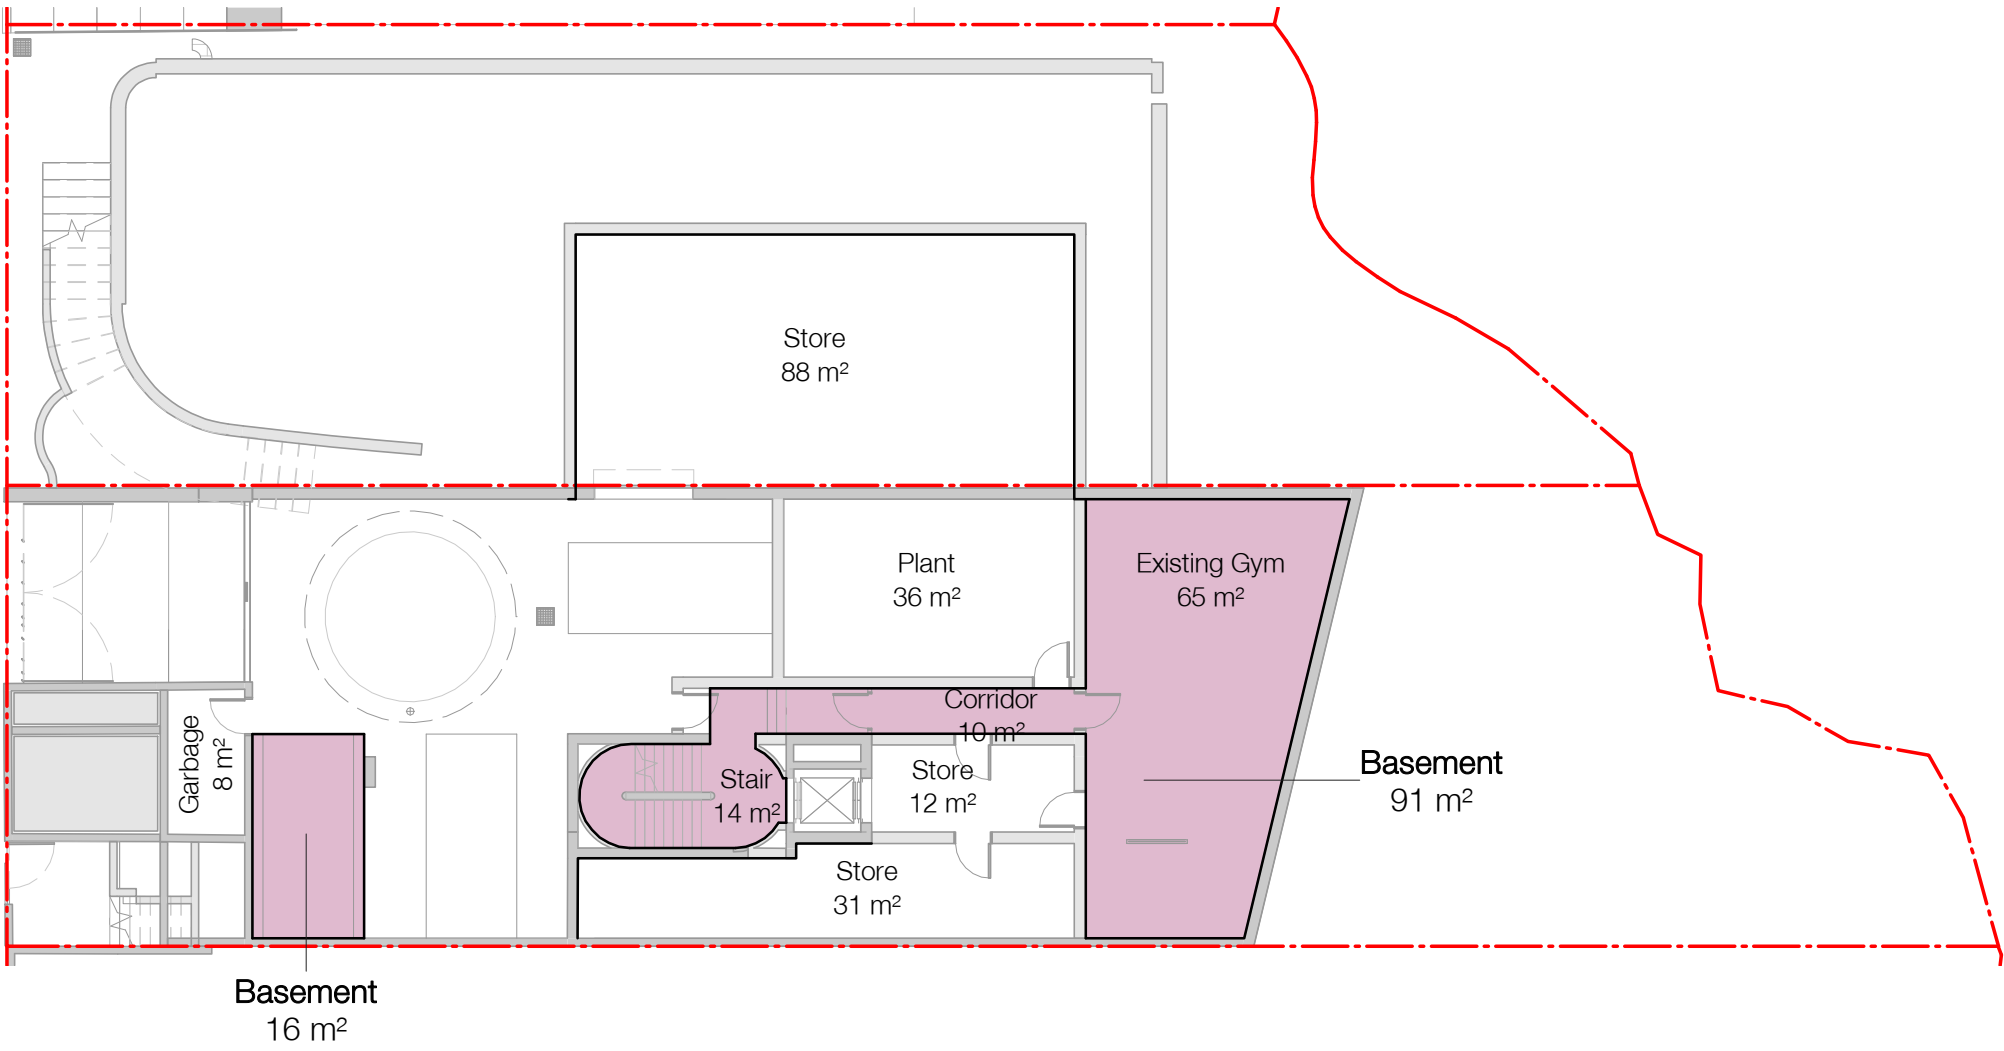 Store
88 m²
Plant
36 m²
Existing Gym
65 m²
Corridor
10 m²
Garbage
8 m²
Stair
14 m²
Store
12 m²
Basement
91 m²
Store
31 m²
Basement
16 m²